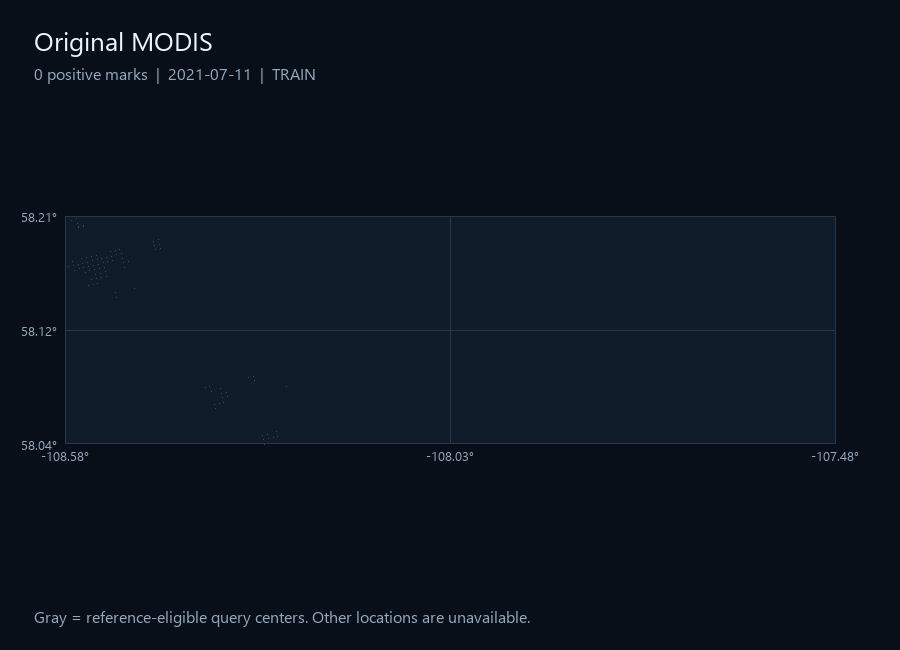 Original MODIS
0 positive marks | 2021-07-11 | TRAIN
58.21°
58.12°
58.04°
-108.58°
-108.03°
-107.48°
Gray = reference-eligible query centers. Other locations are unavailable.